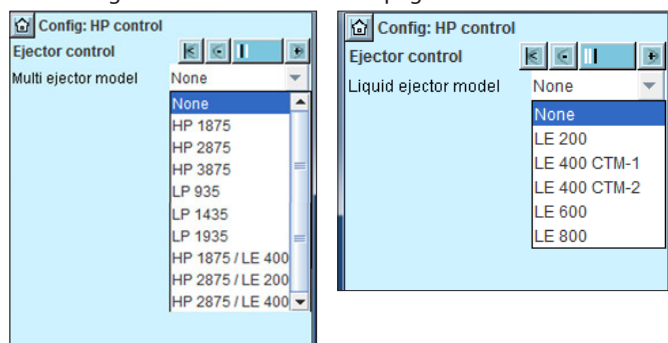 Config: HP control
Ejector control
Multi ejector model None
None
HP 1875
HP 2875
HP 3875
LP 935
LP 1435
LP 1935
HP 1875 / LE 400
HP 2875 / LE 200
HP 2875 / LE 400
Config: HP control
Ejector control
Liquid ejector model None
None
LE 200
LE 400 CTM-1
LE 400 CTM-2
LE 600
LE 800